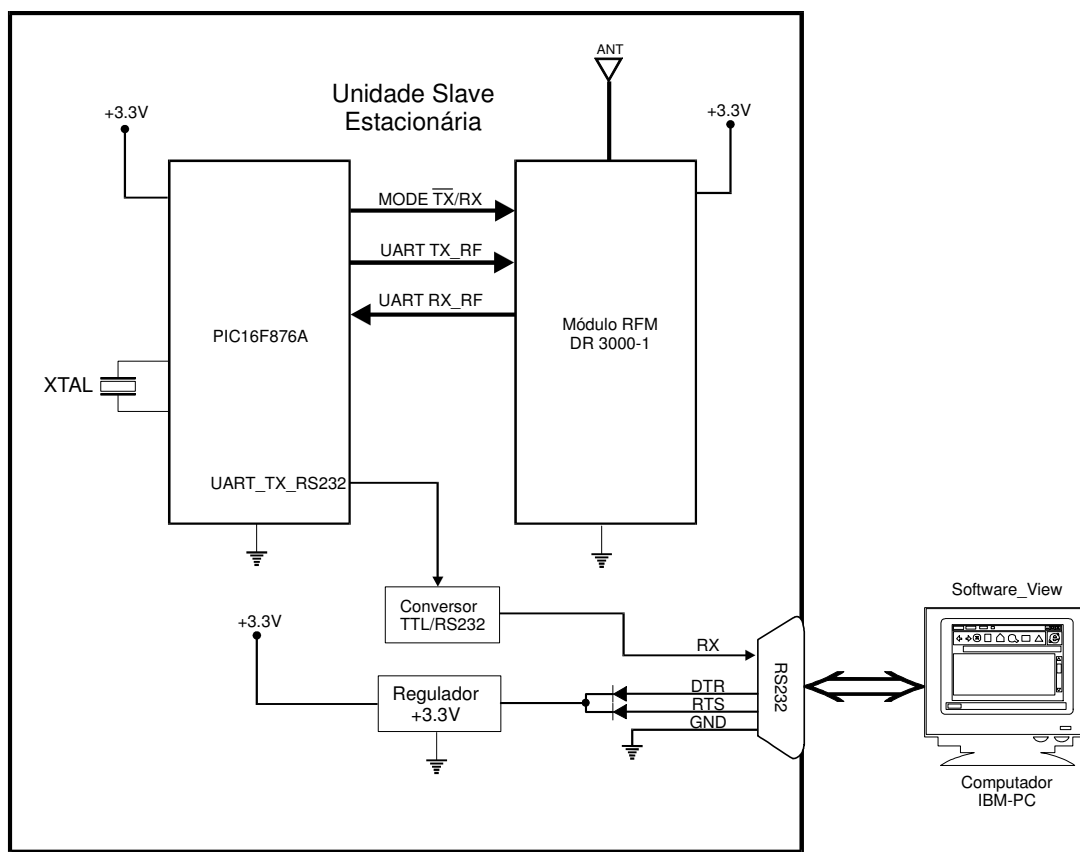 ANT
Unidade Slave
Estacionária
+3.3V
+3.3V
MODE T̅X̅/RX
UART TX_RF
UART RX_RF
PIC16F876A
Módulo RFM
DR 3000-1
XTAL
UART_TX_RS232
Conversor
TTL/RS232
+3.3V
RX
Regulador
+3.3V
DTR
RTS
GND
RS232
Software_View
Computador
IBM-PC